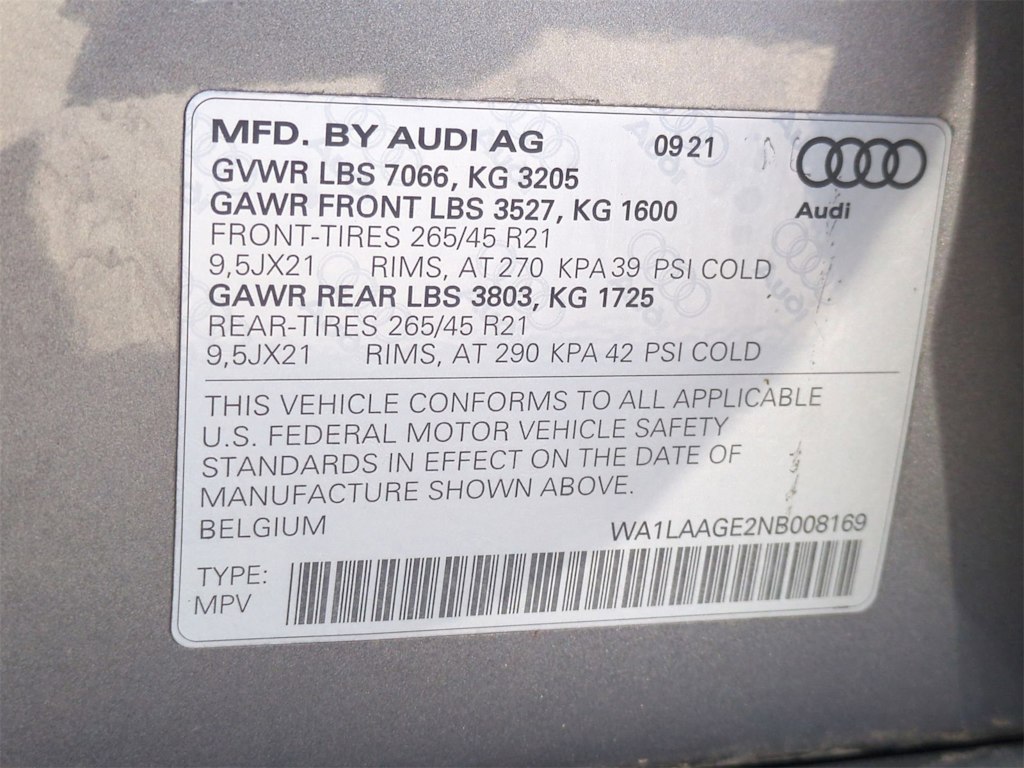 MFD. BY AUDI AG 09 21
GVWR LBS 7066, KG 3205
GAWR FRONT LBS 3527, KG 1600
Audi
FRONT-TIRES 265/45 R21
9,5JX21 RIMS, AT 270 KPA 39 PSI COLD
GAWR REAR LBS 3803, KG 1725
REAR-TIRES 265/45 R21
9,5JX21 RIMS, AT 290 KPA 42 PSI COLD
THIS VEHICLE CONFORMS TO ALL APPLICABLE
U.S. FEDERAL MOTOR VEHICLE SAFETY
STANDARDS IN EFFECT ON THE DATE OF
MANUFACTURE SHOWN ABOVE.
BELGIUM WA1LAAGE2NB008169
TYPE:
MPV